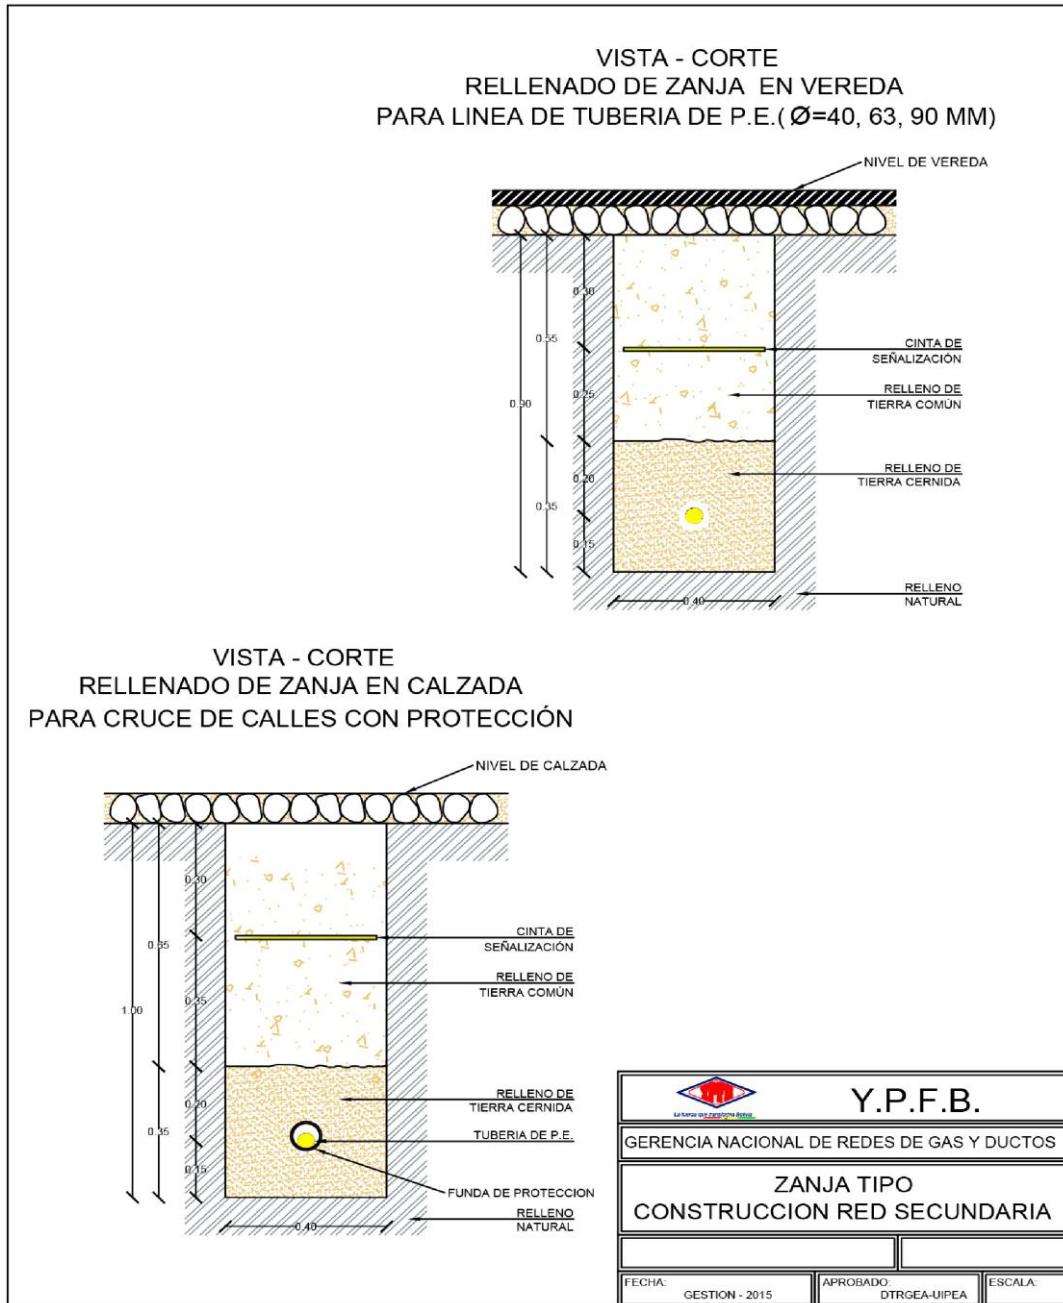 VISTA - CORTE
RELLENADO DE ZANJA EN VEREDA
PARA LINEA DE TUBERIA DE P.E.(Ø=40, 63, 90 MM)
NIVEL DE VEREDA
0.30
0.55
CINTA DE
SEÑALIZACIÓN
RELLENO DE
TIERRA COMÚN
0.25
0.90
RELLENO DE
TIERRA CERNIDA
0.20
0.35
0.15
RELLENO
NATURAL
0.40
VISTA - CORTE
RELLENADO DE ZANJA EN CALZADA
PARA CRUCE DE CALLES CON PROTECCIÓN
NIVEL DE CALZADA
0.30
CINTA DE
SEÑALIZACIÓN
RELLENO DE
TIERRA COMÚN
0.35
1.00
RELLENO DE
TIERRA CERNIDA
0.20
TUBERIA DE P.E.
0.35
0.15
FUNDA DE PROTECCION
RELLENO
NATURAL
0.40
La fuerza que transforma Bolivia
Y.P.F.B.
GERENCIA NACIONAL DE REDES DE GAS Y DUCTOS
ZANJA TIPO
CONSTRUCCION RED SECUNDARIA
FECHA:
GESTION - 2015
APROBADO:
DTRGEA-UIPEA
ESCALA: